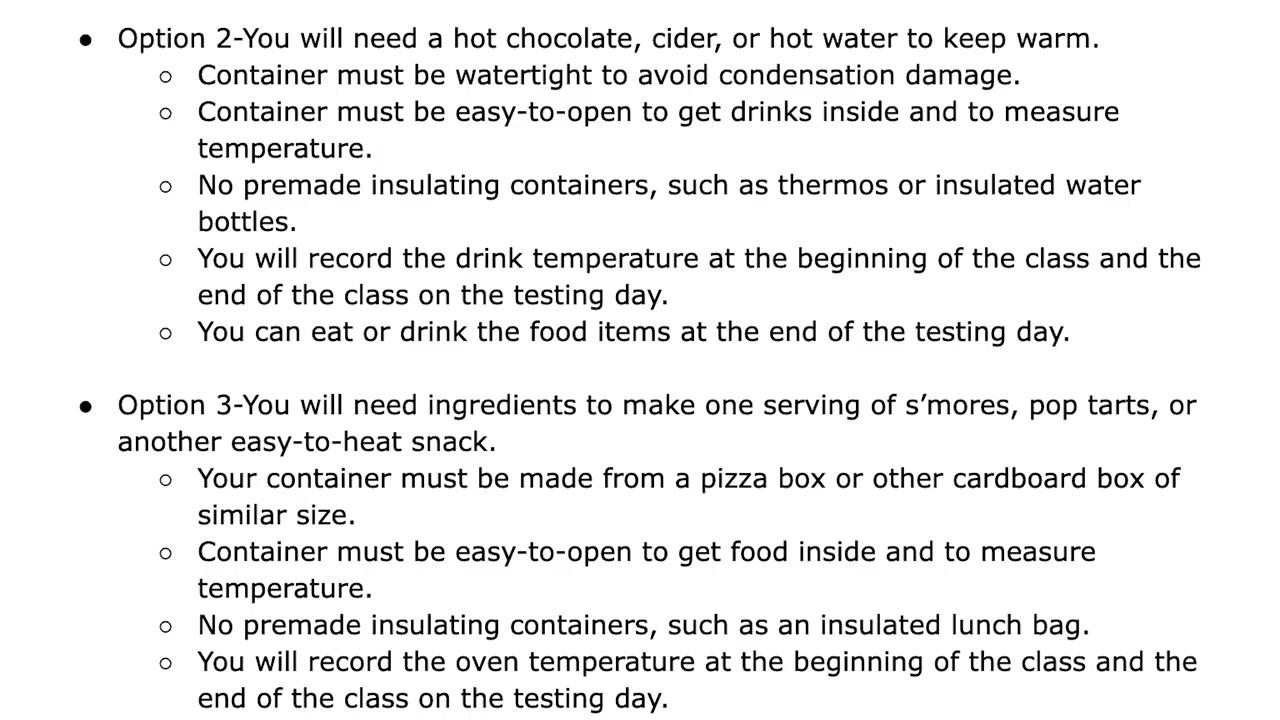 ● Option 2-You will need a hot chocolate, cider, or hot water to keep warm.
○ Container must be watertight to avoid condensation damage.
○ Container must be easy-to-open to get drinks inside and to measure
temperature.
○ No premade insulating containers, such as thermos or insulated water
bottles.
○ You will record the drink temperature at the beginning of the class and the
end of the class on the testing day.
○ You can eat or drink the food items at the end of the testing day.
● Option 3-You will need ingredients to make one serving of s’mores, pop tarts, or
another easy-to-heat snack.
○ Your container must be made from a pizza box or other cardboard box of
similar size.
○ Container must be easy-to-open to get food inside and to measure
temperature.
○ No premade insulating containers, such as an insulated lunch bag.
○ You will record the oven temperature at the beginning of the class and the
end of the class on the testing day.